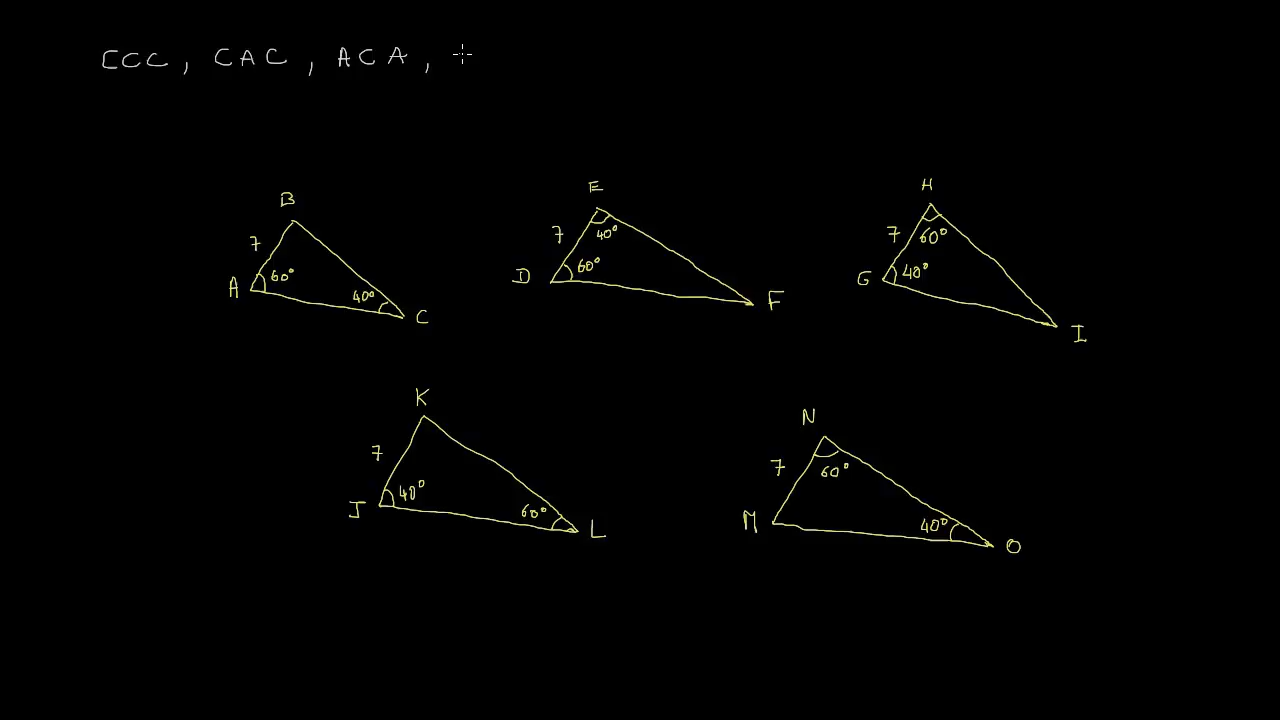 CCC, CAC, ACA,
B
7
A 60° 40° C
E
7 40°
D 60° F
H
7 60°
G 40° I
K
7
J 40° 60° L
N
7 60°
M 40° O